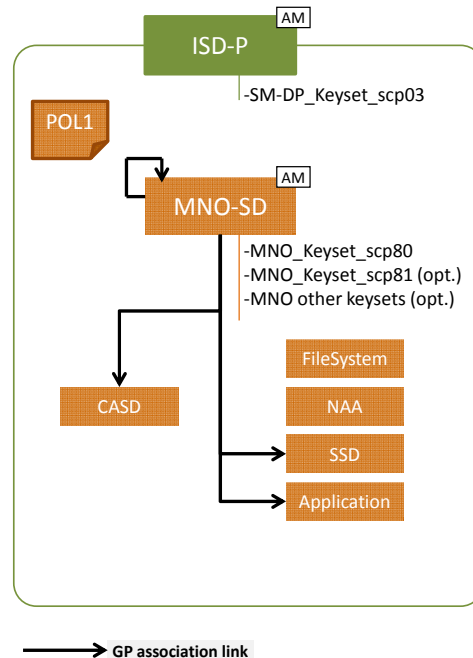 AM
ISD-P
-SM-DP_Keyset_scp03
POL1
AM
MNO-SD
-MNO_Keyset_scp80
-MNO_Keyset_scp81 (opt.)
-MNO other keysets (opt.)
FileSystem
CASD
NAA
SSD
Application
GP association link